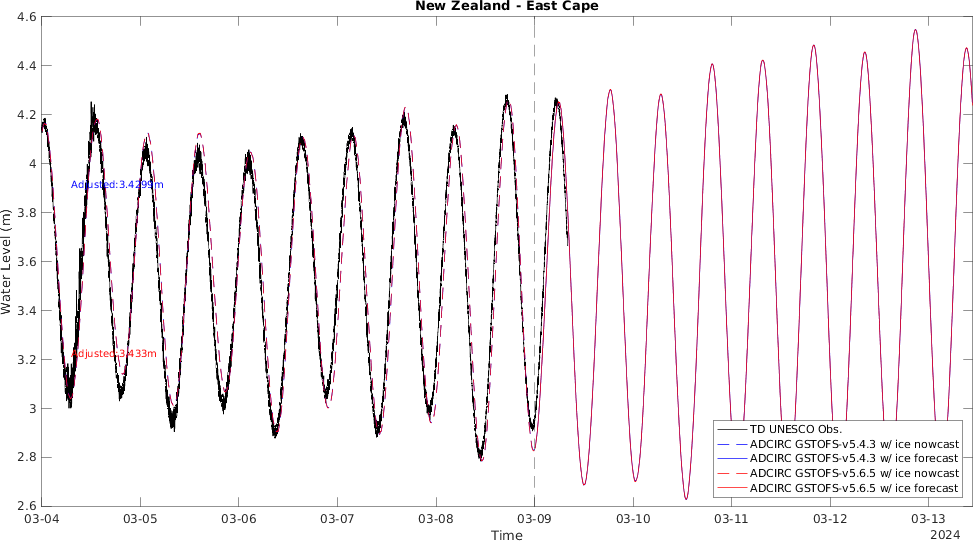 New Zealand - East Cape
4.6
4.4
4.2
4
3.8
3.6
3.4
3.2
3
2.8
2.6
Water Level (m)
Adjusted:3.4299m
Adjusted:3.433m
TD UNESCO Obs.
ADCIRC GSTOFS-v5.4.3 w/ ice nowcast
ADCIRC GSTOFS-v5.4.3 w/ ice forecast
ADCIRC GSTOFS-v5.6.5 w/ ice nowcast
ADCIRC GSTOFS-v5.6.5 w/ ice forecast
03-04 03-05 03-06 03-07 03-08 03-09 03-10 03-11 03-12 03-13
Time
2024